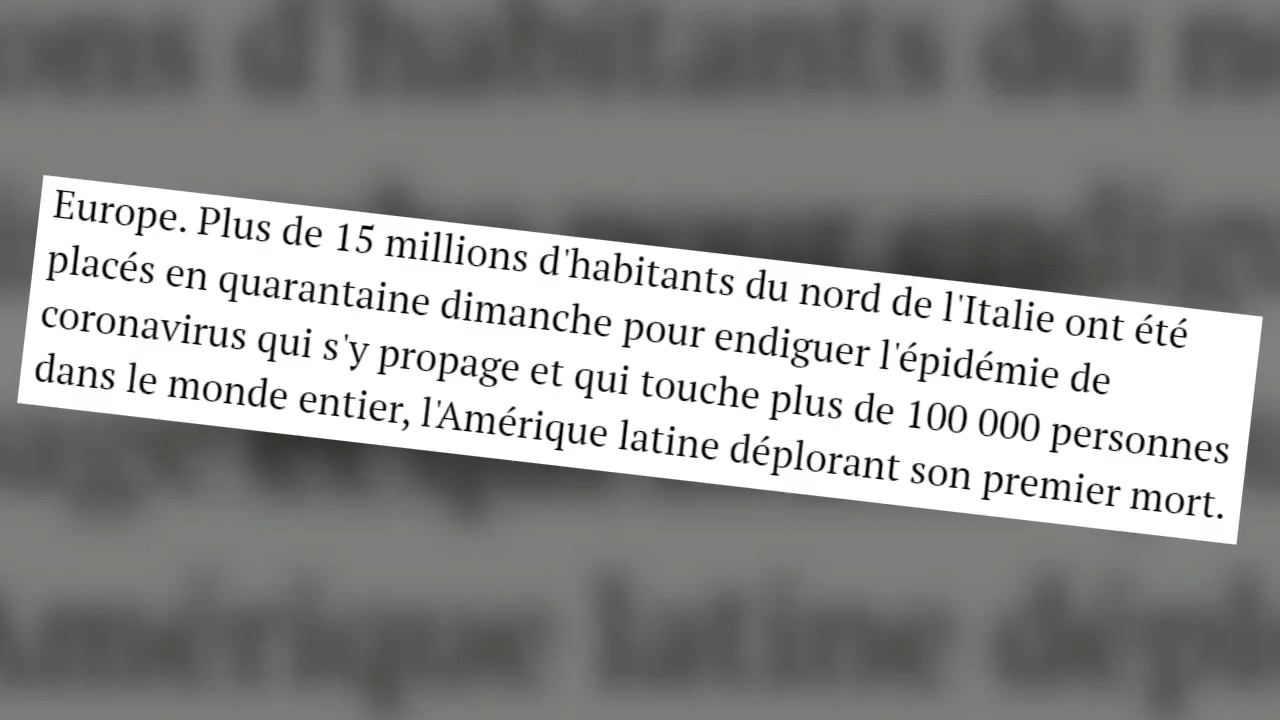 Europe. Plus de 15 millions d'habitants du nord de l'Italie ont été
placés en quarantaine dimanche pour endiguer l'épidémie de
coronavirus qui s'y propage et qui touche plus de 100 000 personnes
dans le monde entier, l'Amérique latine déplorant son premier mort.